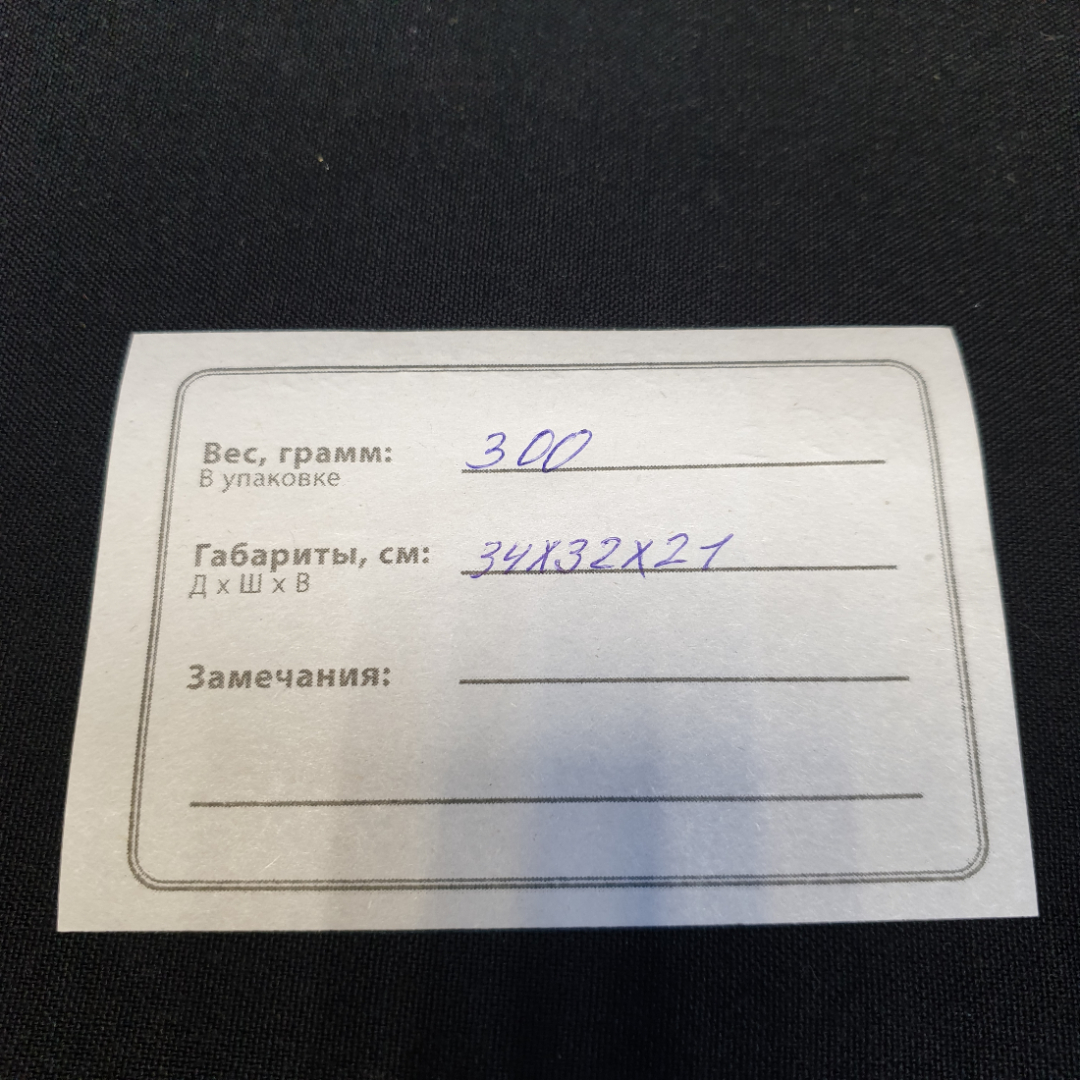 Вес, грамм: 300
В упаковке
Габариты, см: 34х32х21
Д х Ш х В
Замечания: